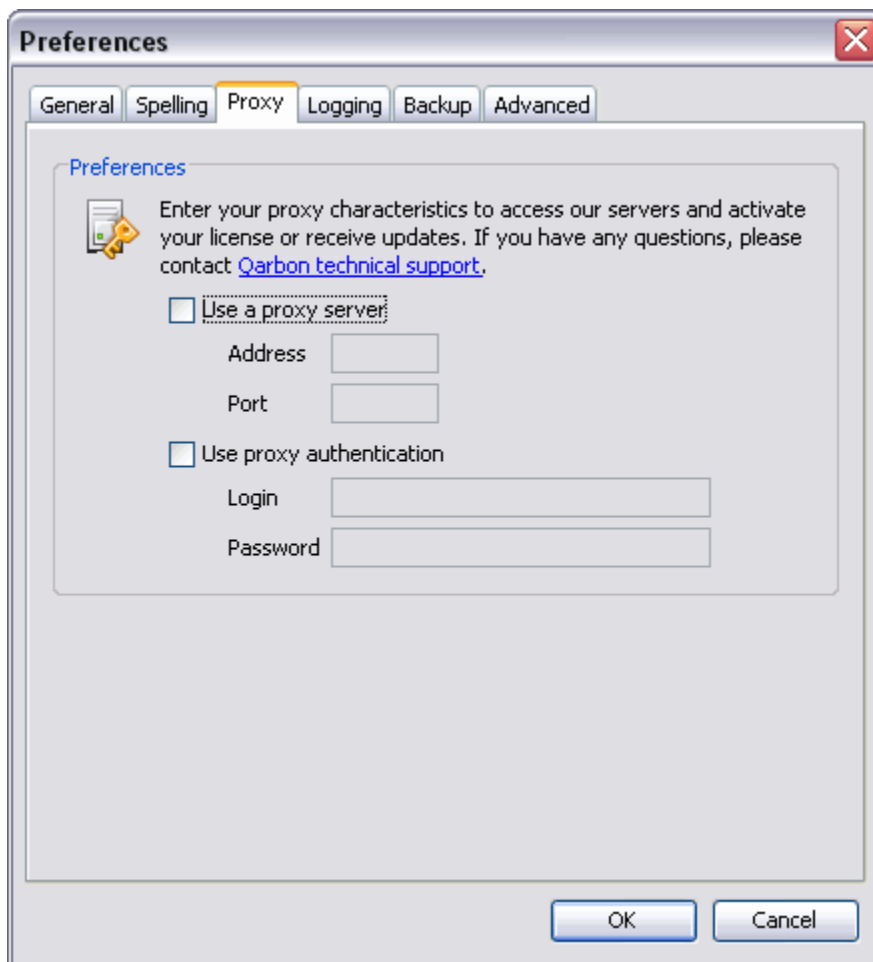 Preferences
General Spelling Proxy Logging Backup Advanced
Preferences
Enter your proxy characteristics to access our servers and activate
your license or receive updates. If you have any questions, please
contact Qarbon technical support.
Use a proxy server
Address
Port
Use proxy authentication
Login
Password
OK Cancel